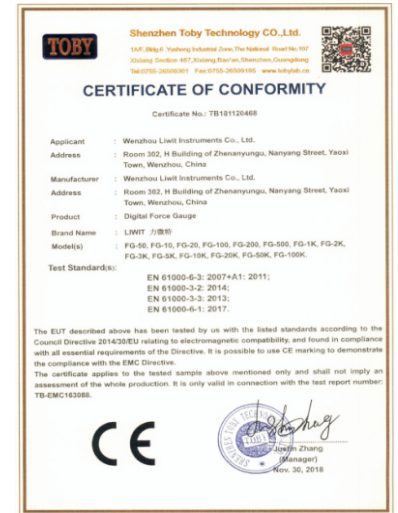 TOBY
Shenzhen Toby Technology CO.,Ltd.
1A/F.,Bldg.6 .Yusheng Industrial Zone,The National Road No.107
Xixiang Section 467,Xixiang,Bao'an,Shenzhen,Guangdong
Tel:0755-26509301 Fax:0755-26509195 www.tobylab.cn
CERTIFICATE OF CONFORMITY
Certificate No.: TB181120468
Applicant : Wenzhou Liwit Instruments Co., Ltd.
Address : Room 302, H Building of Zhenanyungu, Nanyang Street, Yaoxi
Town, Wenzhou, China
Manufacturer : Wenzhou Liwit Instruments Co., Ltd.
Address : Room 302, H Building of Zhenanyungu, Nanyang Street, Yaoxi
Town, Wenzhou, China
Product : Digital Force Gauge
Brand Name : LIWIT 力微特
Model(s) : FG-50, FG-10, FG-20, FG-100, FG-200, FG-500, FG-1K, FG-2K,
FG-3K, FG-5K, FG-10K, FG-20K, FG-50K, FG-100K.
Test Standard(s):
EN 61000-6-3: 2007+A1: 2011;
EN 61000-3-2: 2014;
EN 61000-3-3: 2013;
EN 61000-6-1: 2017.
The EUT described above has been tested by us with the listed standards according to the
Council Directive 2014/30/EU relating to electromagnetic compatibility, and found in compliance
with all essential requirements of the Directive. It is possible to use CE marking to demonstrate
the compliance with the EMC Directive.
The certificate applies to the tested sample above mentioned only and shall not imply an
assessment of the whole production. It is only valid in connection with the test report number:
TB-EMC163088.
CE
Justin Zhang
(Manager)
Nov. 30, 2018